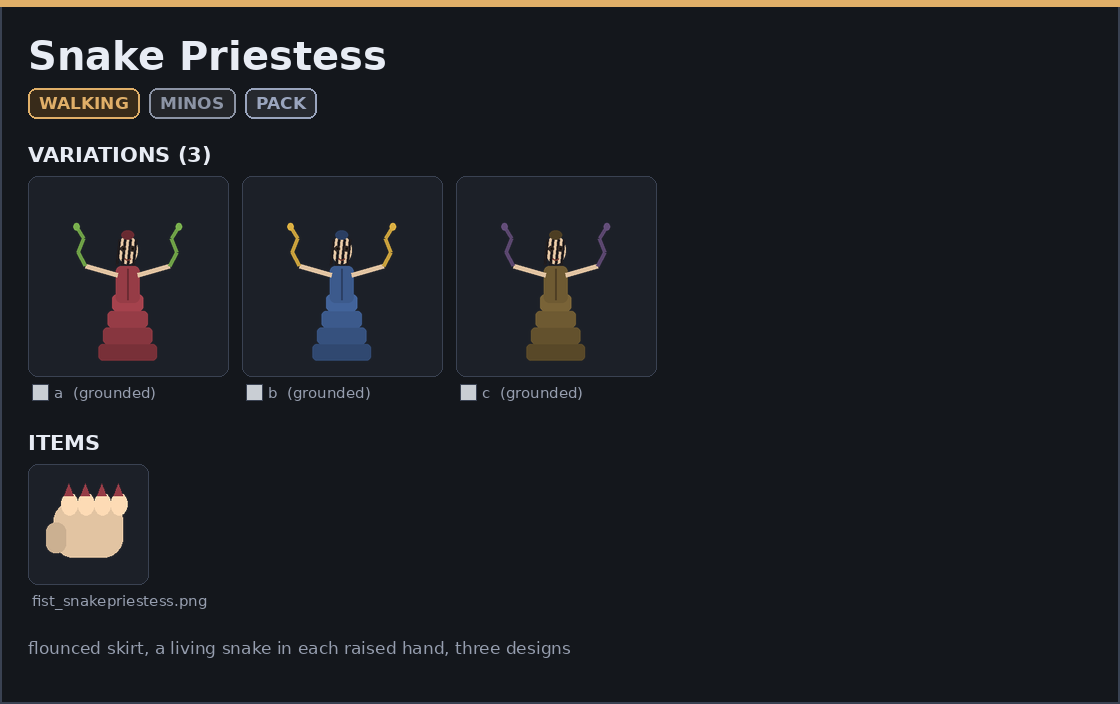 Snake Priestess
WALKING MINOS PACK
VARIATIONS (3)
a (grounded) b (grounded) c (grounded)
ITEMS
fist_snakepriestess.png
flounced skirt, a living snake in each raised hand, three designs